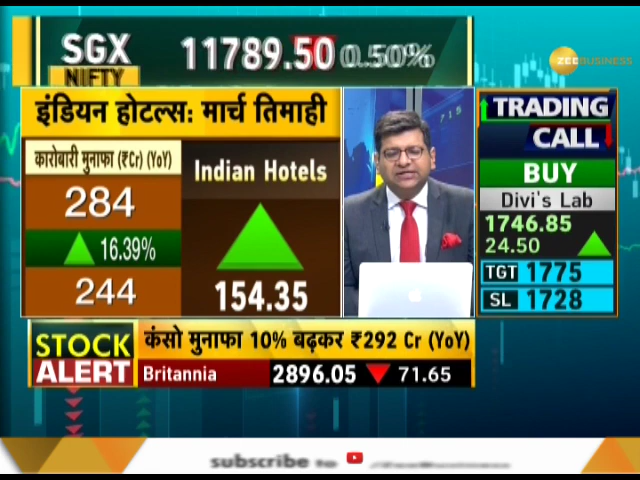 SGX
NIFTY
11789.50 0.50%
ZEE BUSINESS
इंडियन होटल्स: मार्च तिमाही
कारोबारी मुनाफा (₹Cr) (YoY)
284
16.39%
244
Indian Hotels
154.35
TRADING
CALL
BUY
Divi's Lab
1746.85
24.50
TGT 1775
SL 1728
STOCK
ALERT
कंसो मुनाफा 10% बढ़कर ₹292 Cr (YoY)
Britannia 2896.05 71.65
subscribe